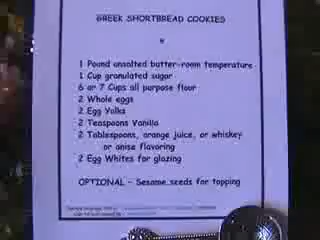 GREEK SHORTBREAD COOKIES
1 Pound unsalted butter-room temperature
1 Cup granulated sugar
6 or 7 Cups all purpose flour
2 Whole eggs
2 Egg Yolks
2 Teaspoons Vanilla
2 Tablespoons, orange juice, or whiskey
or anise flavoring
2 Egg Whites for glazing
OPTIONAL - Sesame seeds for topping